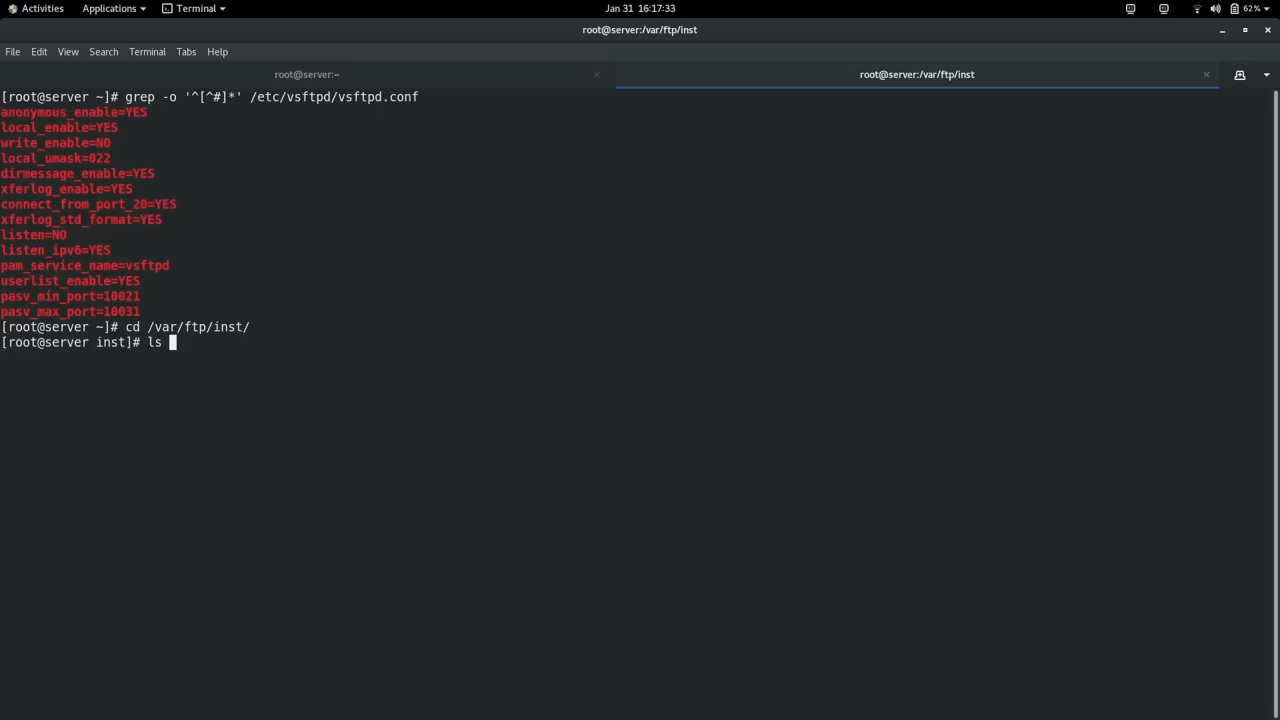 Activities Applications Terminal Jan 31 16:17:33 62%
root@server:/var/ftp/inst
File Edit View Search Terminal Tabs Help
root@server:~ root@server:/var/ftp/inst
[root@server ~]# grep -o '^[^#]*' /etc/vsftpd/vsftpd.conf
anonymous_enable=YES
local_enable=YES
write_enable=NO
local_umask=022
dirmessage_enable=YES
xferlog_enable=YES
connect_from_port_20=YES
xferlog_std_format=YES
listen=NO
listen_ipv6=YES
pam_service_name=vsftpd
userlist_enable=YES
pasv_min_port=10021
pasv_max_port=10031
[root@server ~]# cd /var/ftp/inst/
[root@server inst]# ls